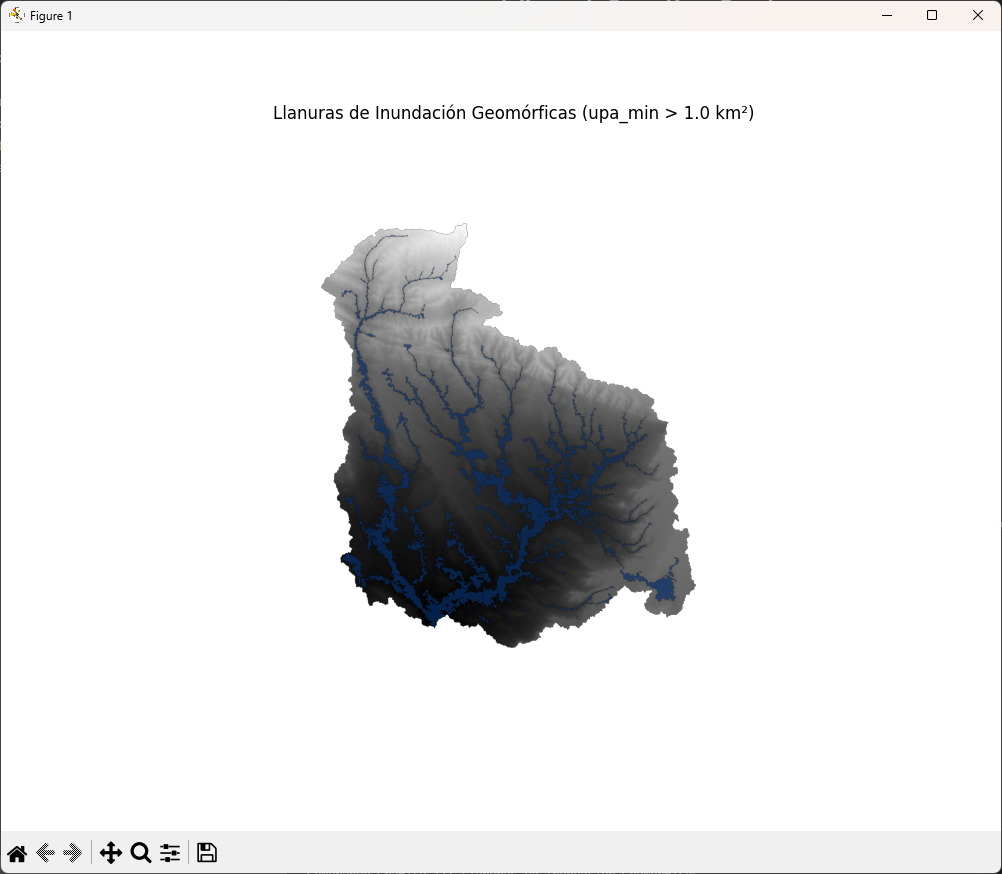 Figure 1
Llanuras de Inundación Geomórficas (upa_min > 1.0 km²)